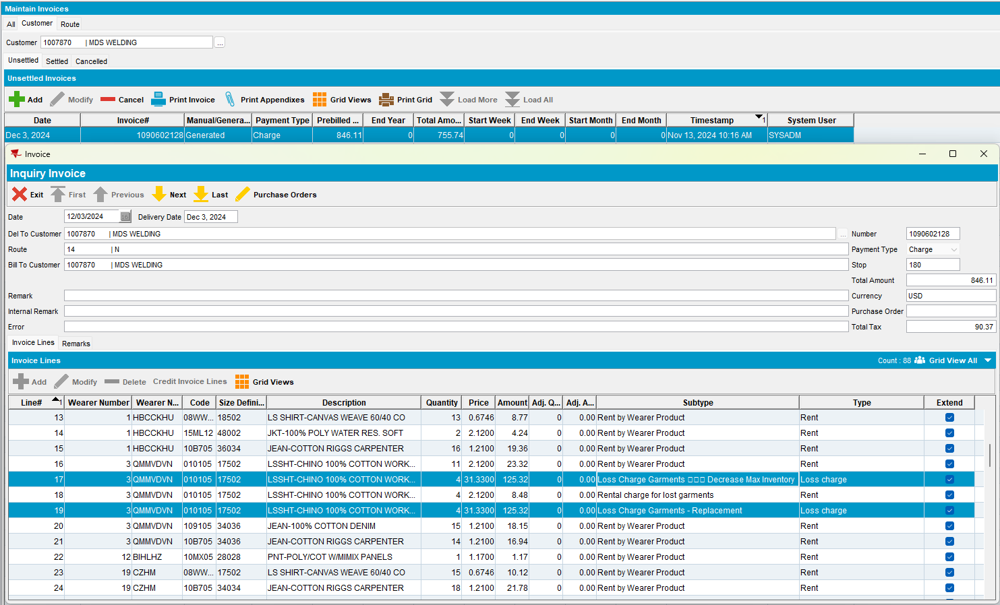 Maintain Invoices
All Customer Route
Customer 1007870 | MDS WELDING ...
Unsettled Settled Cancelled
Unsettled Invoices
Add Modify Cancel Print Invoice Print Appendixes Grid Views Print Grid Load More Load All
Date Invoice# Manual/Genera... Payment Type Prebilled ... End Year Total Amo... Start Week End Week Start Month End Month Timestamp 1 System User
Dec 3, 2024 1090602128 Generated Charge 846.11 0 755.74 0 0 0 0 Nov 13, 2024 10:16 AM SYSADM
Invoice
Inquiry Invoice
Exit First Previous Next Last Purchase Orders
Date 12/03/2024 16 Delivery Date Dec 3, 2024
Del To Customer 1007870 | MDS WELDING ... Number 1090602128
Route 14 | N Payment Type Charge
Bill To Customer 1007870 | MDS WELDING Stop 180
Total Amount 846.11
Remark Currency USD
Internal Remark Purchase Order
Error Total Tax 90.37
Invoice Lines Remarks
Invoice Lines Count : 88 Grid View All
Add Modify Delete Credit Invoice Lines Grid Views
Line# 1 Wearer Number Wearer N... Code Size Defini... Description Quantity Price Amount Adj. Q... Adj. A... Subtype Type Extend
13 1 HBCCKHU 08WW... 18502 LS SHIRT-CANVAS WEAVE 60/40 CO 13 0.6746 8.77 0 0.00 Rent by Wearer Product Rent
14 1 HBCCKHU 15ML12 48002 JKT-100% POLY WATER RES. SOFT 2 2.1200 4.24 0 0.00 Rent by Wearer Product Rent
15 1 HBCCKHU 10B705 36034 JEAN-COTTON RIGGS CARPENTER 16 1.2100 19.36 0 0.00 Rent by Wearer Product Rent
16 3 QMMVDVN 010105 17502 LSSHT-CHINO 100% COTTON WORK... 11 2.1200 23.32 0 0.00 Rent by Wearer Product Rent
17 3 QMMVDVN 010105 17502 LSSHT-CHINO 100% COTTON WORK... 4 31.3300 125.32 0 0.00 Loss Charge Garments □□□ Decrease Max Inventory Loss charge
18 3 QMMVDVN 010105 17502 LSSHT-CHINO 100% COTTON WORK... 4 2.1200 8.48 0 0.00 Rental charge for lost garments Rent
19 3 QMMVDVN 010105 17502 LSSHT-CHINO 100% COTTON WORK... 4 31.3300 125.32 0 0.00 Loss Charge Garments - Replacement Loss charge
20 3 QMMVDVN 109105 34036 JEAN-100% COTTON DENIM 15 1.2100 18.15 0 0.00 Rent by Wearer Product Rent
21 3 QMMVDVN 10B705 34036 JEAN-COTTON RIGGS CARPENTER 14 1.2100 16.94 0 0.00 Rent by Wearer Product Rent
22 12 BIHLHZ 10MX05 28028 PNT-POLY/COT W/MIMIX PANELS 1 1.1700 1.17 0 0.00 Rent by Wearer Product Rent
23 19 CZHM 08WW... 17502 LS SHIRT-CANVAS WEAVE 60/40 CO 15 0.6746 10.12 0 0.00 Rent by Wearer Product Rent
24 19 CZHM 10B705 34034 JEAN-COTTON RIGGS CARPENTER 18 1.2100 21.78 0 0.00 Rent by Wearer Product Rent